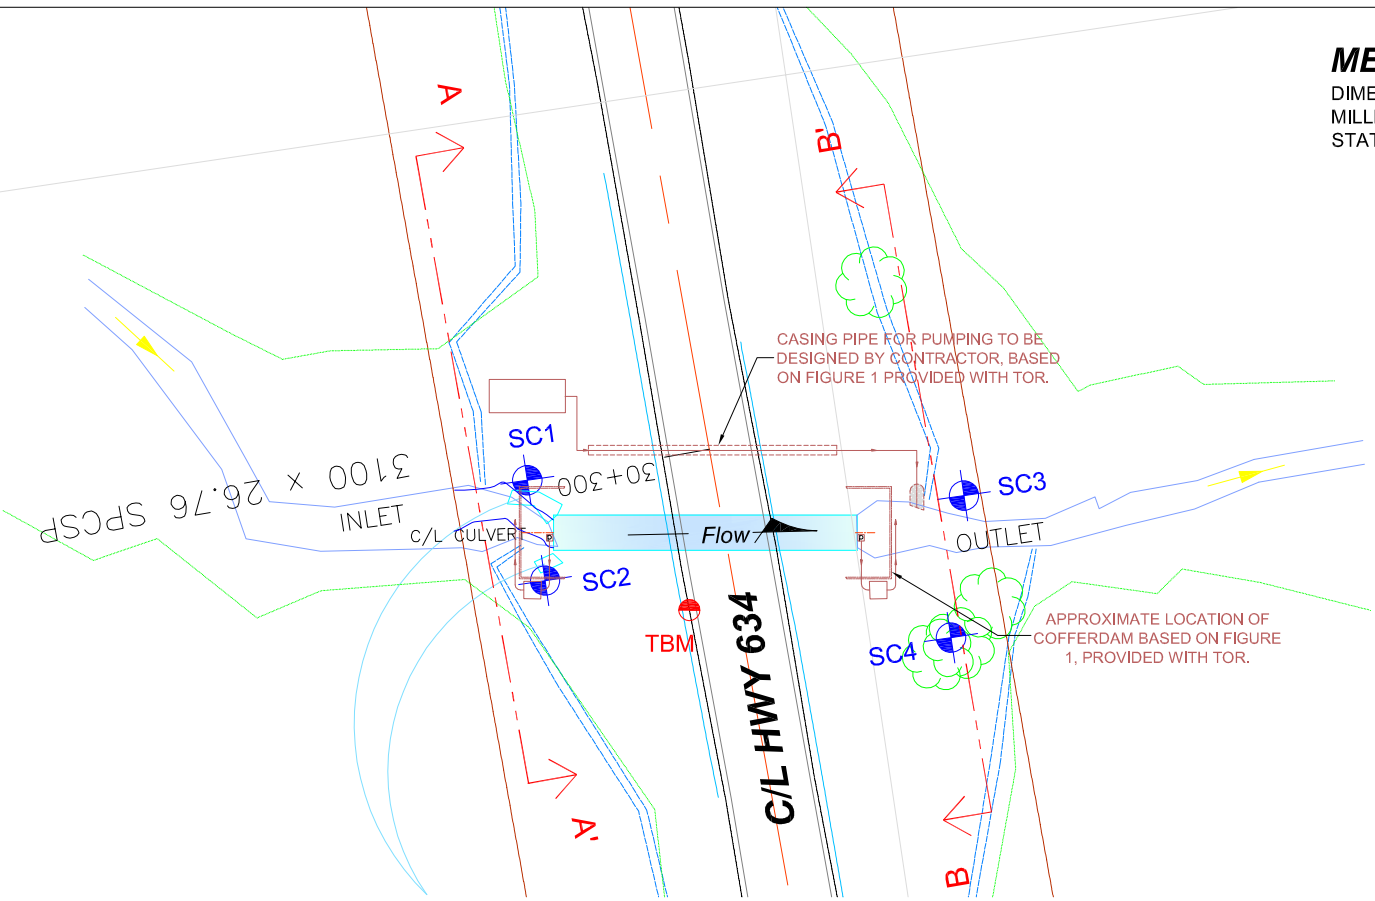 ME
DIME
MILLI
STAT
A
B'
CASING PIPE FOR PUMPING TO BE
DESIGNED BY CONTRACTOR, BASED
ON FIGURE 1 PROVIDED WITH TOR.
SC1
3100 x 26.76 SPCSP
30+300
SC3
INLET
C/L CULVERT
P
Flow
P
OUTLET
SC2
TBM
C/L HWY 634
SC4
APPROXIMATE LOCATION OF
COFFERDAM BASED ON FIGURE
1, PROVIDED WITH TOR.
A'
B